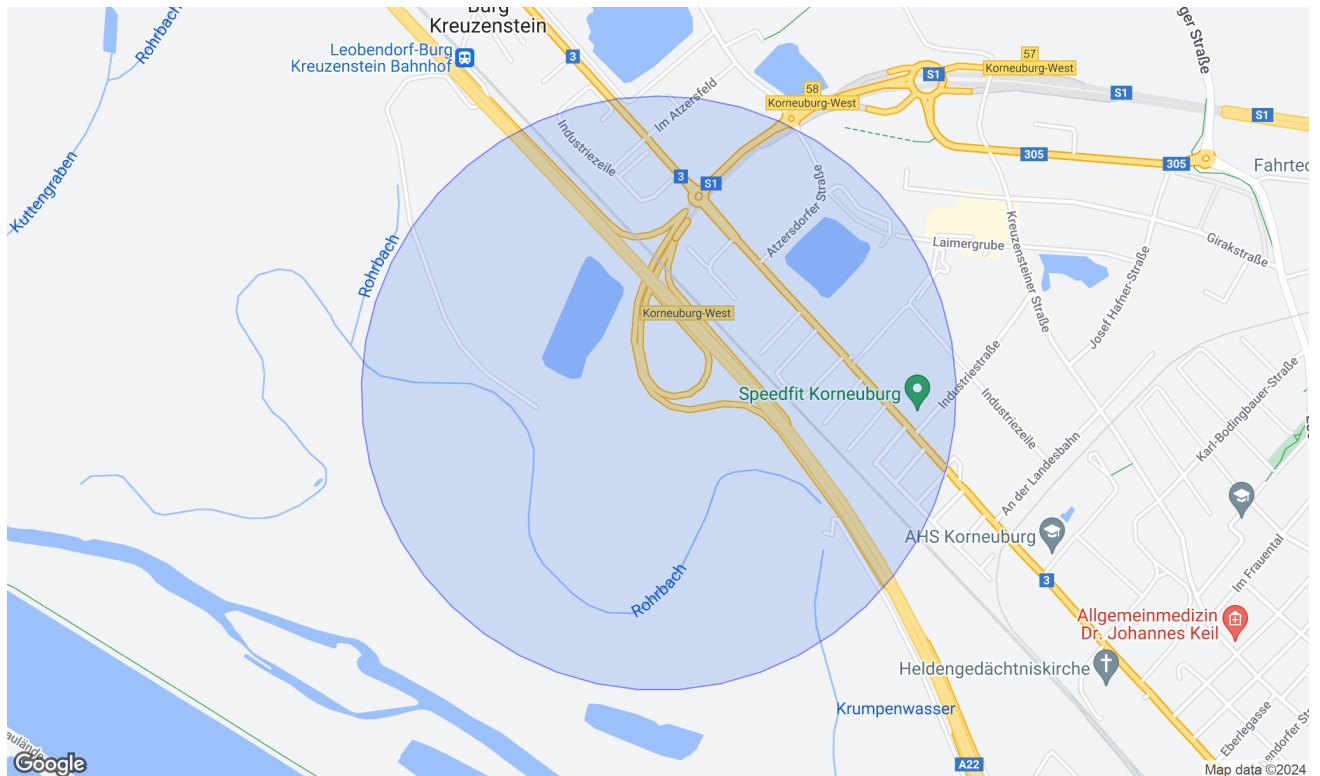 Burg
Kreuzenstein
Rohrbach
Leobendorf-Burg
Kreuzenstein Bahnhof
3
ger Straße
57
Korneuburg-West
S1
58
Korneuburg-West
S1
S1
Im Atzersfeld
Industriezeile
305
305
Fahrtec
Kuttengraben
3
S1
Atzersdorfer Straße
Laimergrube
Kreuzensteiner Straße
Girakstraße
Rohrbach
Josef Hafner-Straße
Korneuburg-West
Speedfit Korneuburg
Industriestraße
Industriezeile
Karl-Bodingbauer-Straße
An der Landesbahn
AHS Korneuburg
Im Frauental
3
Rohrbach
Allgemeinmedizin
Dr. Johannes Keil
Heldengedächtniskirche
Krumpenwasser
Eberlegasse
A22
Google
Map data ©2024